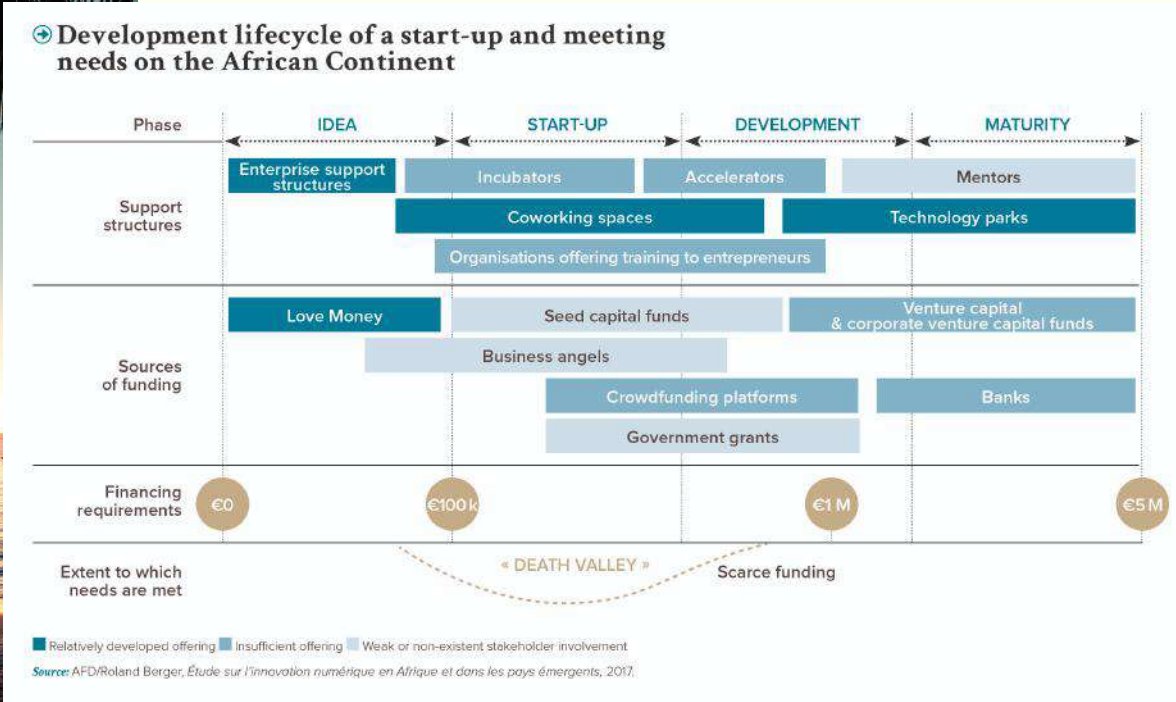 Development lifecycle of a start-up and meeting
needs on the African Continent
Phase
IDEA
START-UP
DEVELOPMENT
MATURITY
Support
structures
Enterprise support
structures
Incubators
Accelerators
Mentors
Coworking spaces
Technology parks
Organisations offering training to entrepreneurs
Sources
of funding
Love Money
Seed capital funds
Venture capital
& corporate venture capital funds
Business angels
Crowdfunding platforms
Banks
Government grants
Financing
requirements
€0
€100 k
€1 M
€5 M
Extent to which
needs are met
« DEATH VALLEY »
Scarce funding
Relatively developed offering Insufficient offering Weak or non-existent stakeholder involvement
Source: AFD/Roland Berger, Étude sur l'innovation numérique en Afrique et dans les pays émergents, 2017.